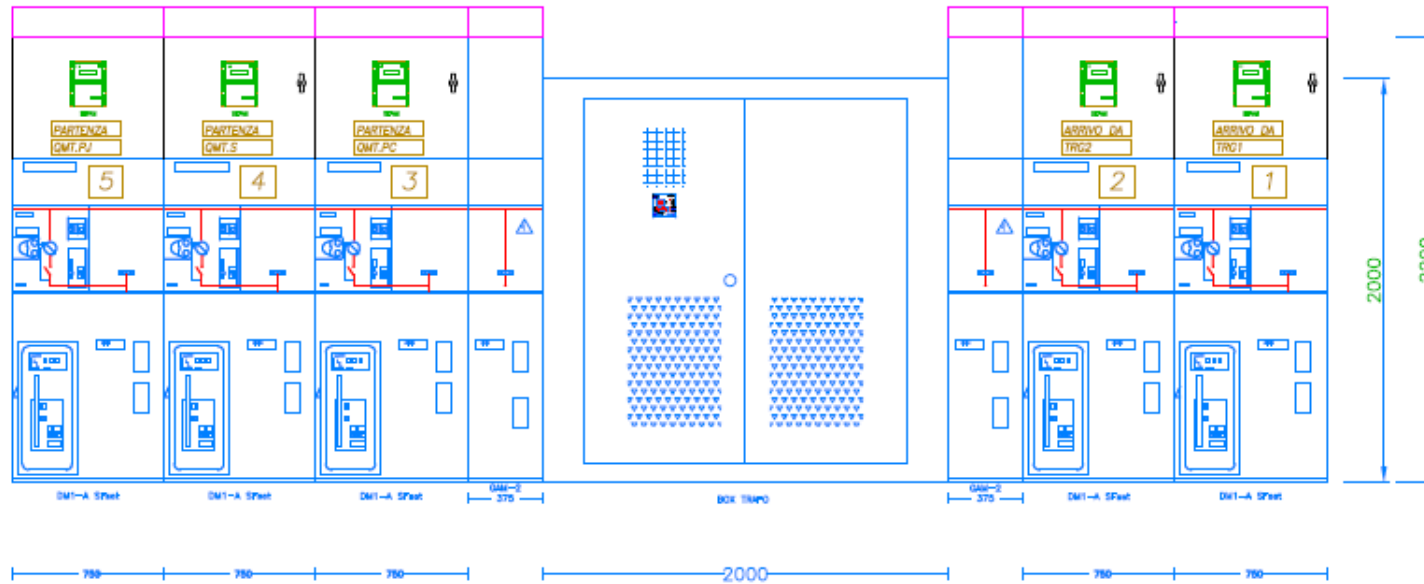 PARTENZA
QMT.PJ
PARTENZA
QMT.S
PARTENZA
QMT.PC
ARRIVO DA
TRG2
ARRIVO DA
TRG1
5
4
3
2
1
2000
DM1-A SFset
DM1-A SFset
DM1-A SFset
GAM-2
375
BOX TRAFO
GAM-2
375
DM1-A SFset
DM1-A SFset
750
750
750
2000
750
750